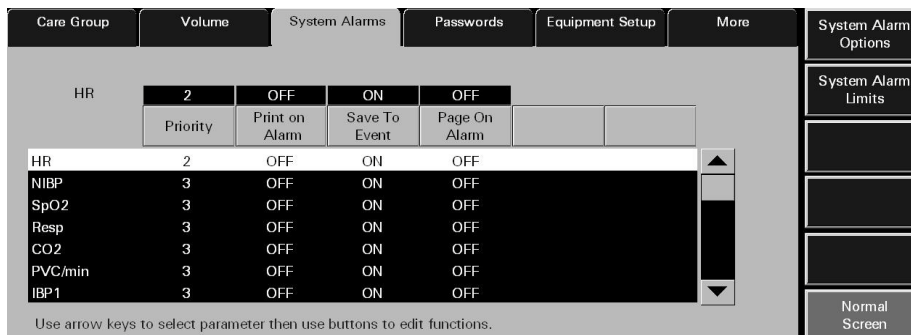 Care Group Volume System Alarms Passwords Equipment Setup More
System Alarm
Options
System Alarm
Limits
HR 2 OFF ON OFF
Priority Print on Alarm Save To Event Page On Alarm
HR 2 OFF ON OFF
NIBP 3 OFF ON OFF
SpO2 3 OFF ON OFF
Resp 3 OFF ON OFF
CO2 3 OFF ON OFF
PVC/min 3 OFF ON OFF
IBP1 3 OFF ON OFF
Use arrow keys to select parameter then use buttons to edit functions.
Normal
Screen